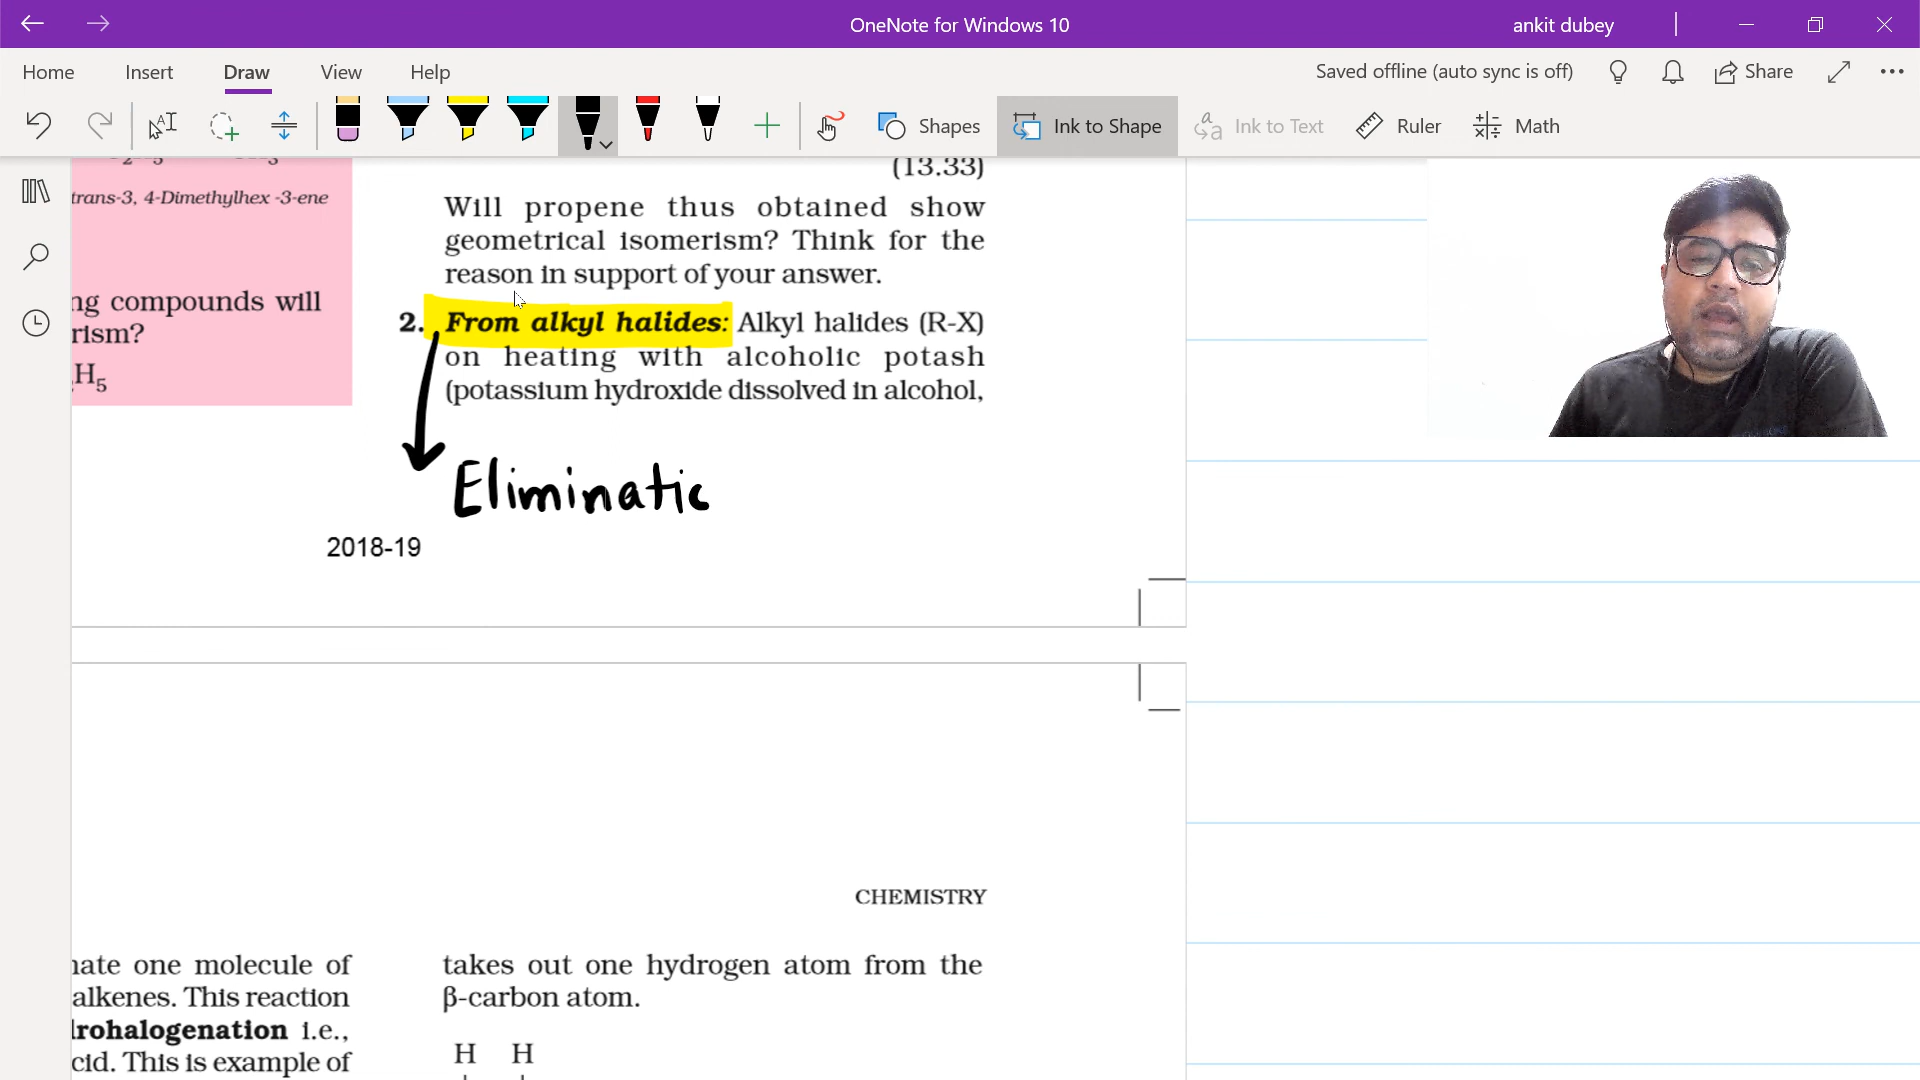 OneNote for Windows 10
ankit dubey
Home Insert Draw View Help
Saved offline (auto sync is off) Share
Shapes Ink to Shape Ink to Text Ruler Math
(13.33)
trans-3, 4-Dimethylhex -3-ene
ng compounds will
rism?
H5
Will propene thus obtained show
geometrical isomerism? Think for the
reason in support of your answer.
2. From alkyl halides: Alkyl halides (R-X)
on heating with alcoholic potash
(potassium hydroxide dissolved in alcohol,
Eliminatic
2018-19
CHEMISTRY
nate one molecule of
alkenes. This reaction
drohalogenation i.e.,
cid. This is example of
takes out one hydrogen atom from the
β-carbon atom.
H H